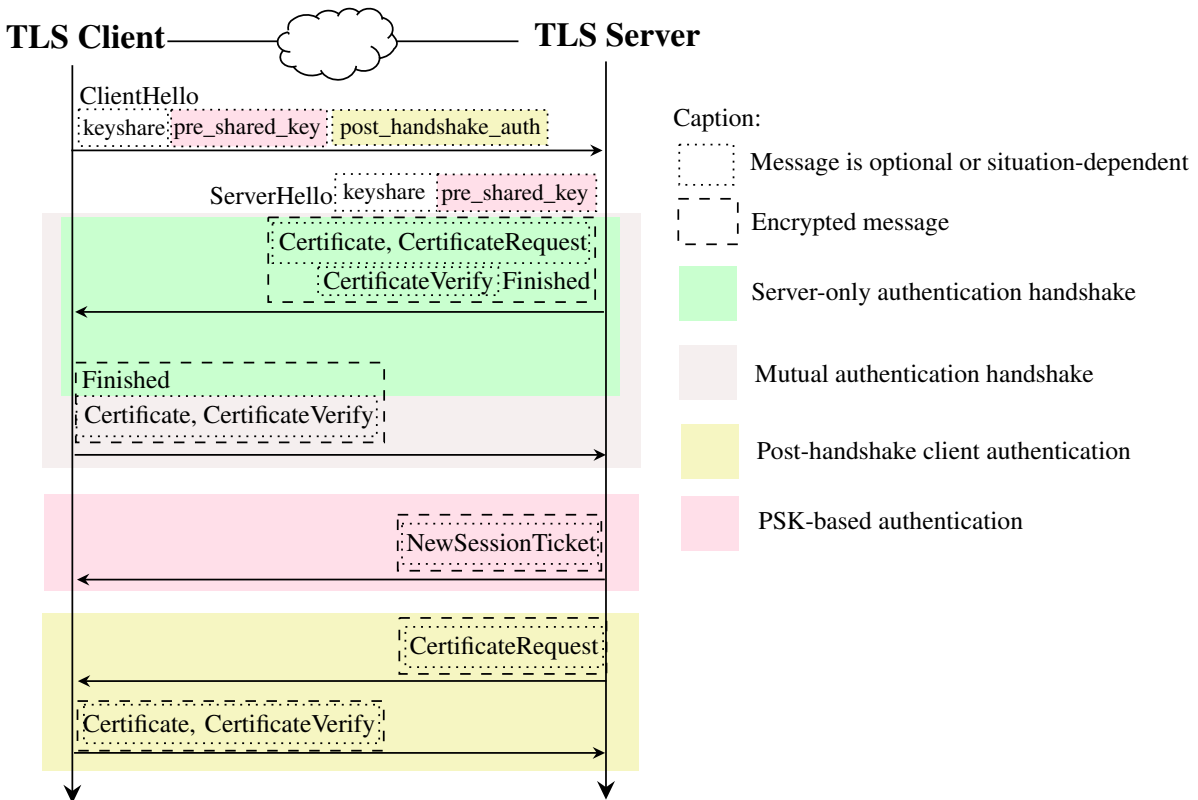 TLS Client TLS Server
ClientHello
keyshare pre_shared_key post_handshake_auth
ServerHello keyshare pre_shared_key
Certificate, CertificateRequest
CertificateVerify Finished
Finished
Certificate, CertificateVerify
NewSessionTicket
CertificateRequest
Certificate, CertificateVerify
Caption:
Message is optional or situation-dependent
Encrypted message
Server-only authentication handshake
Mutual authentication handshake
Post-handshake client authentication
PSK-based authentication